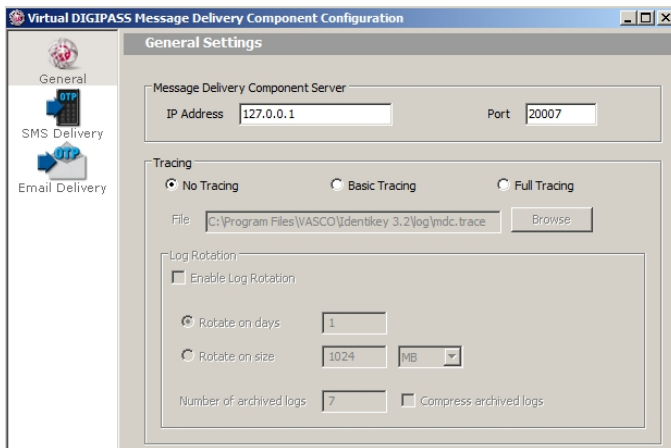 Virtual DIGIPASS Message Delivery Component Configuration
General Settings
General
OTP
SMS Delivery
OTP
Email Delivery
Message Delivery Component Server
IP Address 127.0.0.1 Port 20007
Tracing
No Tracing Basic Tracing Full Tracing
File C:\Program Files\VASCO\Identikey 3.2\log\mdc.trace Browse
Log Rotation
Enable Log Rotation
Rotate on days 1
Rotate on size 1024 MB
Number of archived logs 7 Compress archived logs